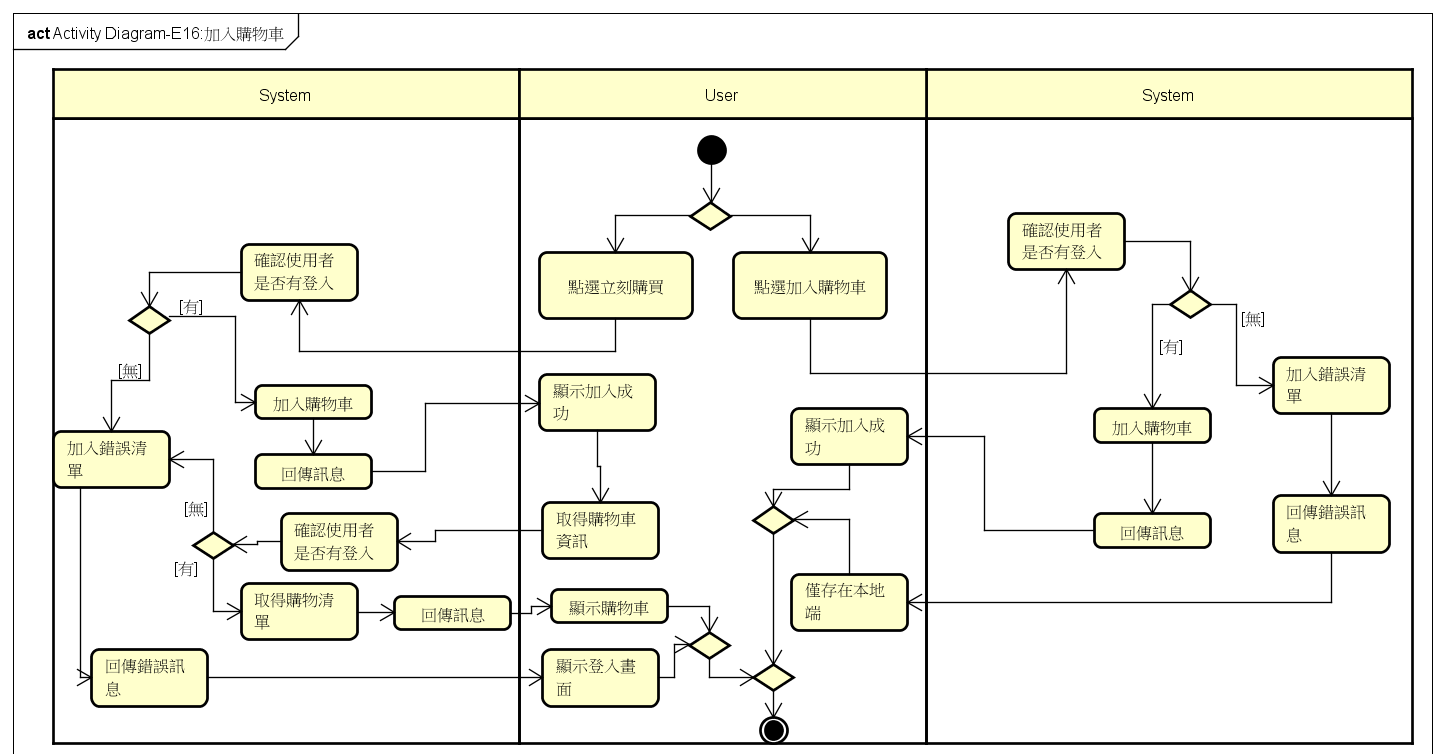 act Activity Diagram-E16:加入購物車
System
User
System
確認使用者
是否有登入
點選立刻購買
點選加入購物車
確認使用者
是否有登入
[有]
[無]
[無]
[有]
加入購物車
回傳訊息
顯示加入成
功
顯示加入成
功
加入購物車
加入錯誤清
單
加入錯誤清
單
[無]
確認使用者
是否有登入
取得購物車
資訊
回傳訊息
回傳錯誤訊
息
[有]
取得購物清
單
回傳訊息
顯示購物車
僅存在本地
端
回傳錯誤訊
息
顯示登入畫
面